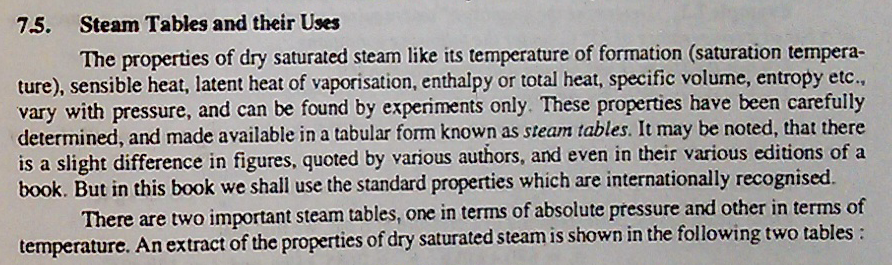 7.5. Steam Tables and their Uses
The properties of dry saturated steam like its temperature of formation (saturation tempera-
ture), sensible heat, latent heat of vaporisation, enthalpy or total heat, specific volume, entropy etc.,
vary with pressure, and can be found by experiments only. These properties have been carefully
determined, and made available in a tabular form known as steam tables. It may be noted, that there
is a slight difference in figures, quoted by various authors, and even in their various editions of a
book. But in this book we shall use the standard properties which are internationally recognised.
There are two important steam tables, one in terms of absolute pressure and other in terms of
temperature. An extract of the properties of dry saturated steam is shown in the following two tables :